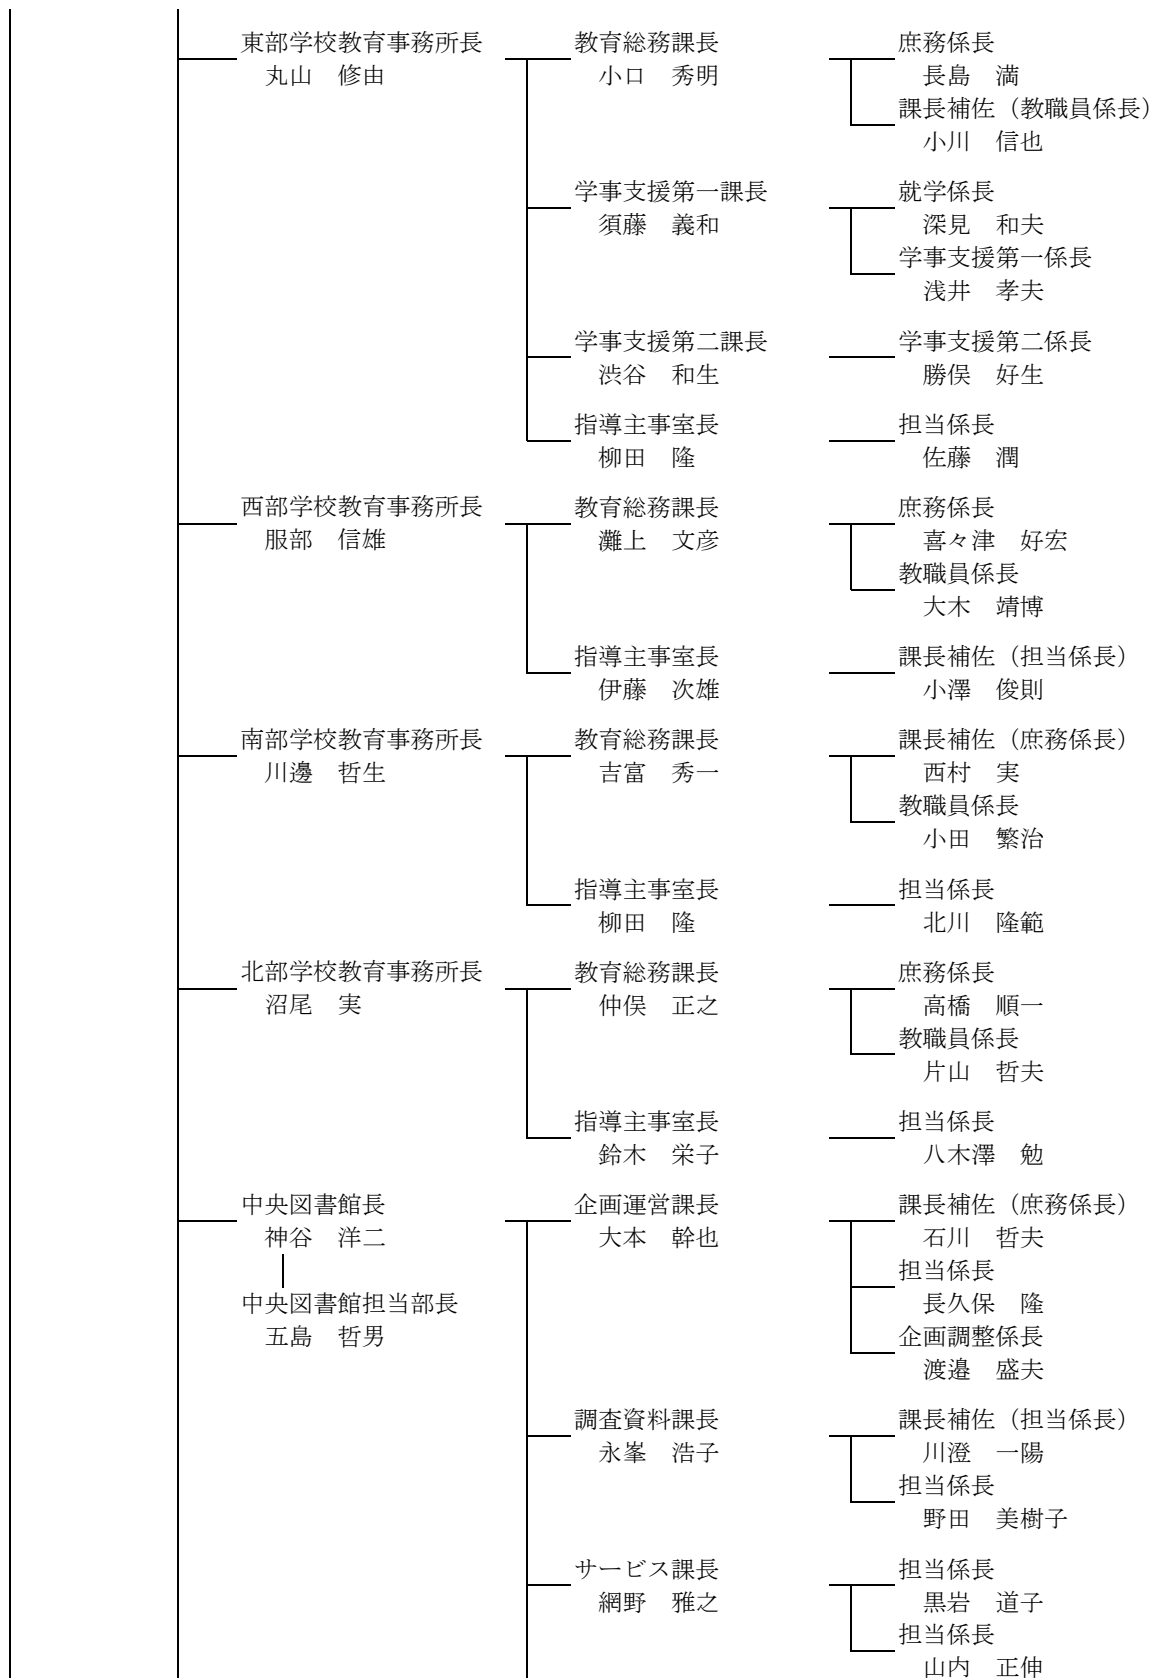 東部学校教育事務所長
丸山　修由
教育総務課長
小口　秀明
庶務係長
長島　満
課長補佐（教職員係長）
小川　信也
学事支援第一課長
須藤　義和
就学係長
深見　和夫
学事支援第一係長
浅井　孝夫
学事支援第二課長
渋谷　和生
学事支援第二係長
勝俣　好生
指導主事室長
柳田　隆
担当係長
佐藤　潤
西部学校教育事務所長
服部　信雄
教育総務課長
灘上　文彦
庶務係長
喜々津　好宏
教職員係長
大木　靖博
指導主事室長
伊藤　次雄
課長補佐（担当係長）
小澤　俊則
南部学校教育事務所長
川邊　哲生
教育総務課長
吉富　秀一
課長補佐（庶務係長）
西村　実
教職員係長
小田　繁治
指導主事室長
柳田　隆
担当係長
北川　隆範
北部学校教育事務所長
沼尾　実
教育総務課長
仲俣　正之
庶務係長
高橋　順一
教職員係長
片山　哲夫
指導主事室長
鈴木　栄子
担当係長
八木澤　勉
中央図書館長
神谷　洋二
中央図書館担当部長
五島　哲男
企画運営課長
大本　幹也
課長補佐（庶務係長）
石川　哲夫
担当係長
長久保　隆
企画調整係長
渡邉　盛夫
調査資料課長
永峯　浩子
課長補佐（担当係長）
川澄　一陽
担当係長
野田　美樹子
サービス課長
網野　雅之
担当係長
黒岩　道子
担当係長
山内　正伸